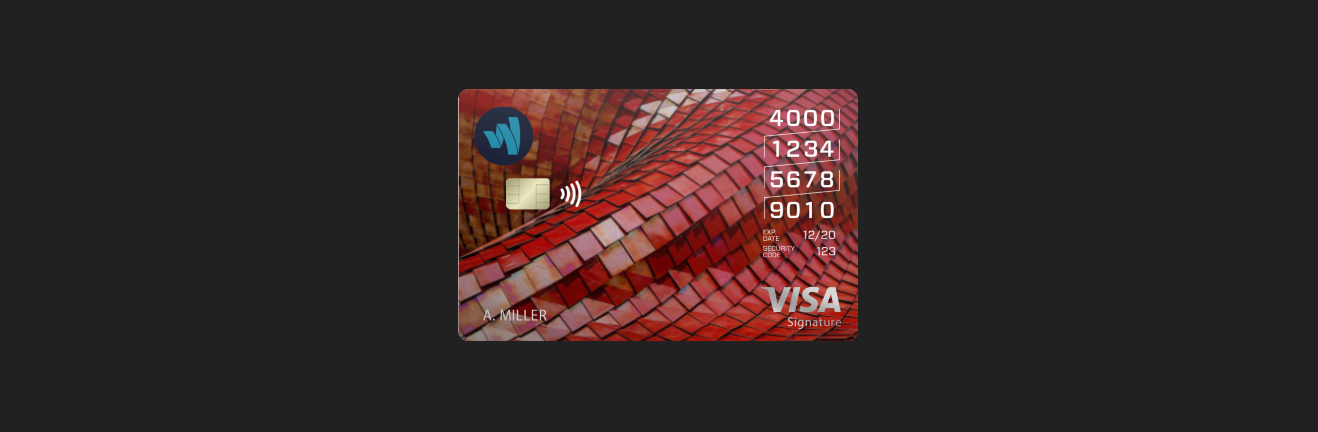 4000
1234
5678
9010
EXP. DATE 12/20
SECURITY CODE 123
A. MILLER
VISA
Signature